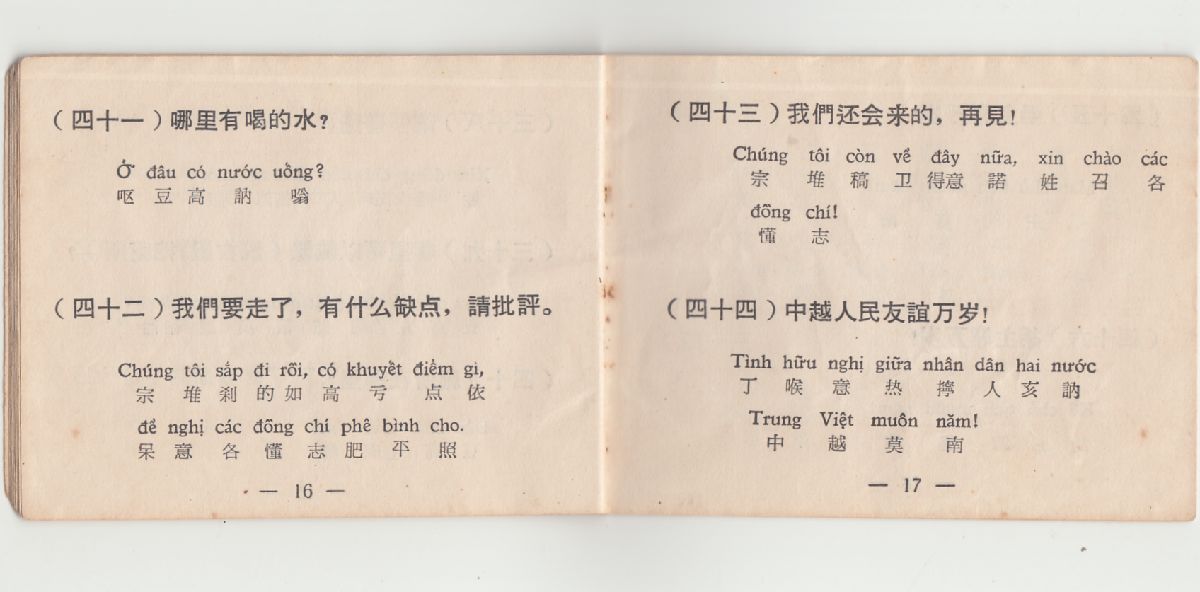 （四十一）哪里有喝的水?
Ở đâu có nước uống?
呕 豆 高 訥 嗡
（四十二）我們要走了，有什么缺点，請批評。
Chúng tôi sắp đi rồi, có khuyết điểm gì,
宗 堆 刹 的 如 高 亏 点 依
đề nghị các đồng chí phê bình cho.
呆 意 各 懂 志 肥 平 照
— 16 —
（四十三）我們还会来的，再見!
Chúng tôi còn về đây nữa, xin chào các
宗 堆 稿 卫 得意 諾 姓 召 各
đồng chí!
懂 志
（四十四）中越人民友誼万岁!
Tình hữu nghị giữa nhân dân hai nước
丁 喉 意 热 擰 人 亥 訥
Trung Việt muôn năm!
中 越 莫 南
— 17 —